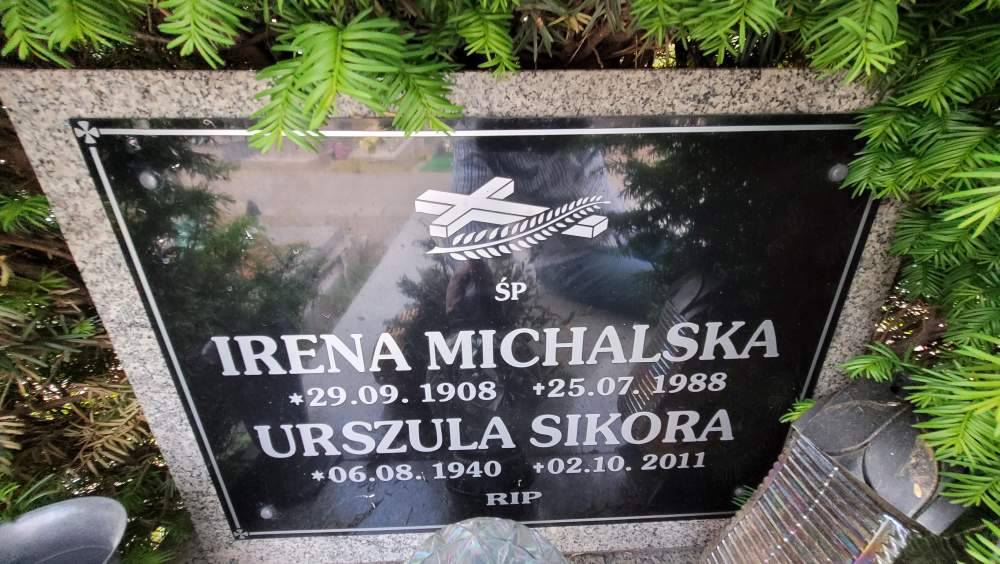 ŚP
IRENA MICHALSKA
*29.09. 1908 +25.07. 1988
URSZULA SIKORA
*06.08. 1940 +02.10. 2011
RIP